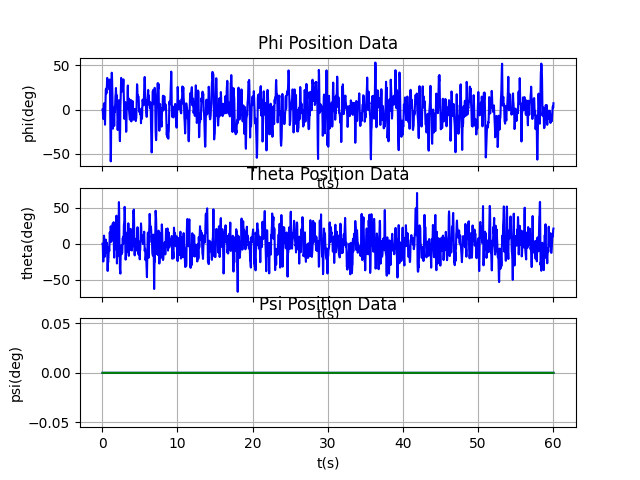 Phi Position Data
50
0
−50
phi(deg)
t(s)
Theta Position Data
50
0
−50
theta(deg)
t(s)
Psi Position Data
0.05
0.00
−0.05
psi(deg)
0 10 20 30 40 50 60
t(s)